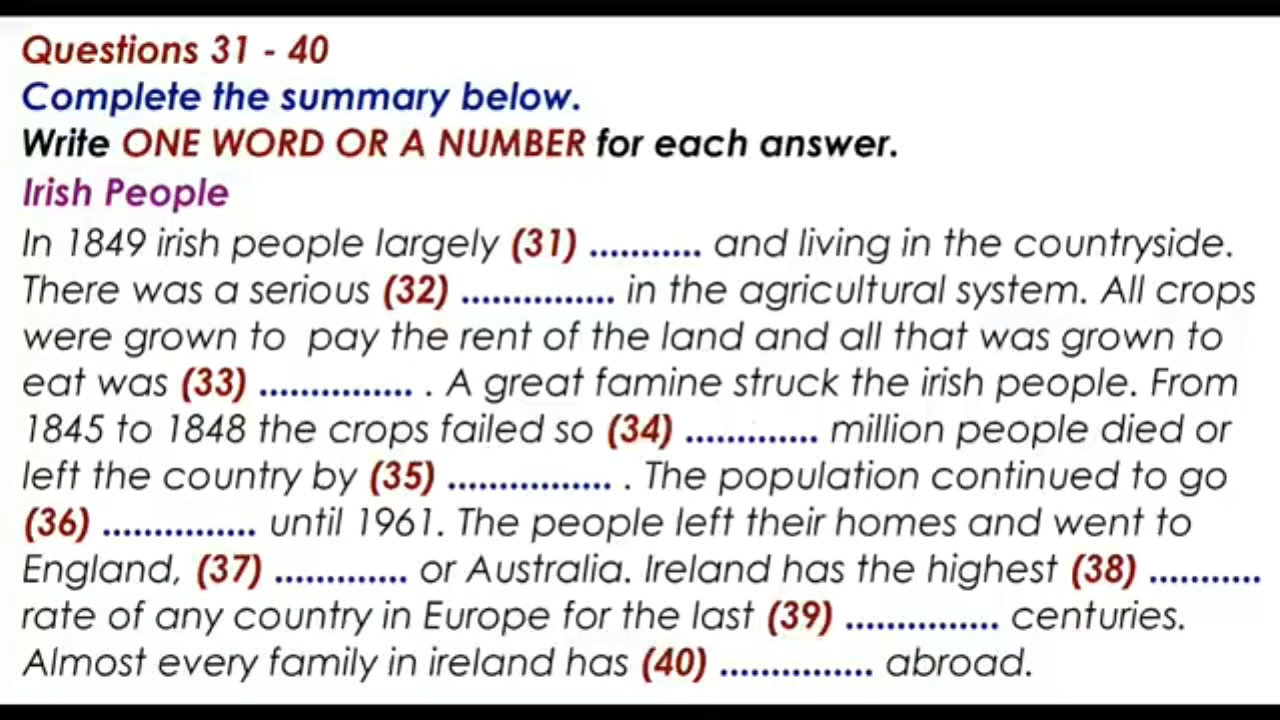 Questions 31 - 40
Complete the summary below.
Write ONE WORD OR A NUMBER for each answer.
Irish People
In 1849 irish people largely (31) ........... and living in the countryside.
There was a serious (32) ............... in the agricultural system. All crops
were grown to pay the rent of the land and all that was grown to
eat was (33) ............... . A great famine struck the irish people. From
1845 to 1848 the crops failed so (34) ............. million people died or
left the country by (35) ................ . The population continued to go
(36) ............... until 1961. The people left their homes and went to
England, (37) ............. or Australia. Ireland has the highest (38) ...........
rate of any country in Europe for the last (39) ............... centuries.
Almost every family in ireland has (40) ............... abroad.